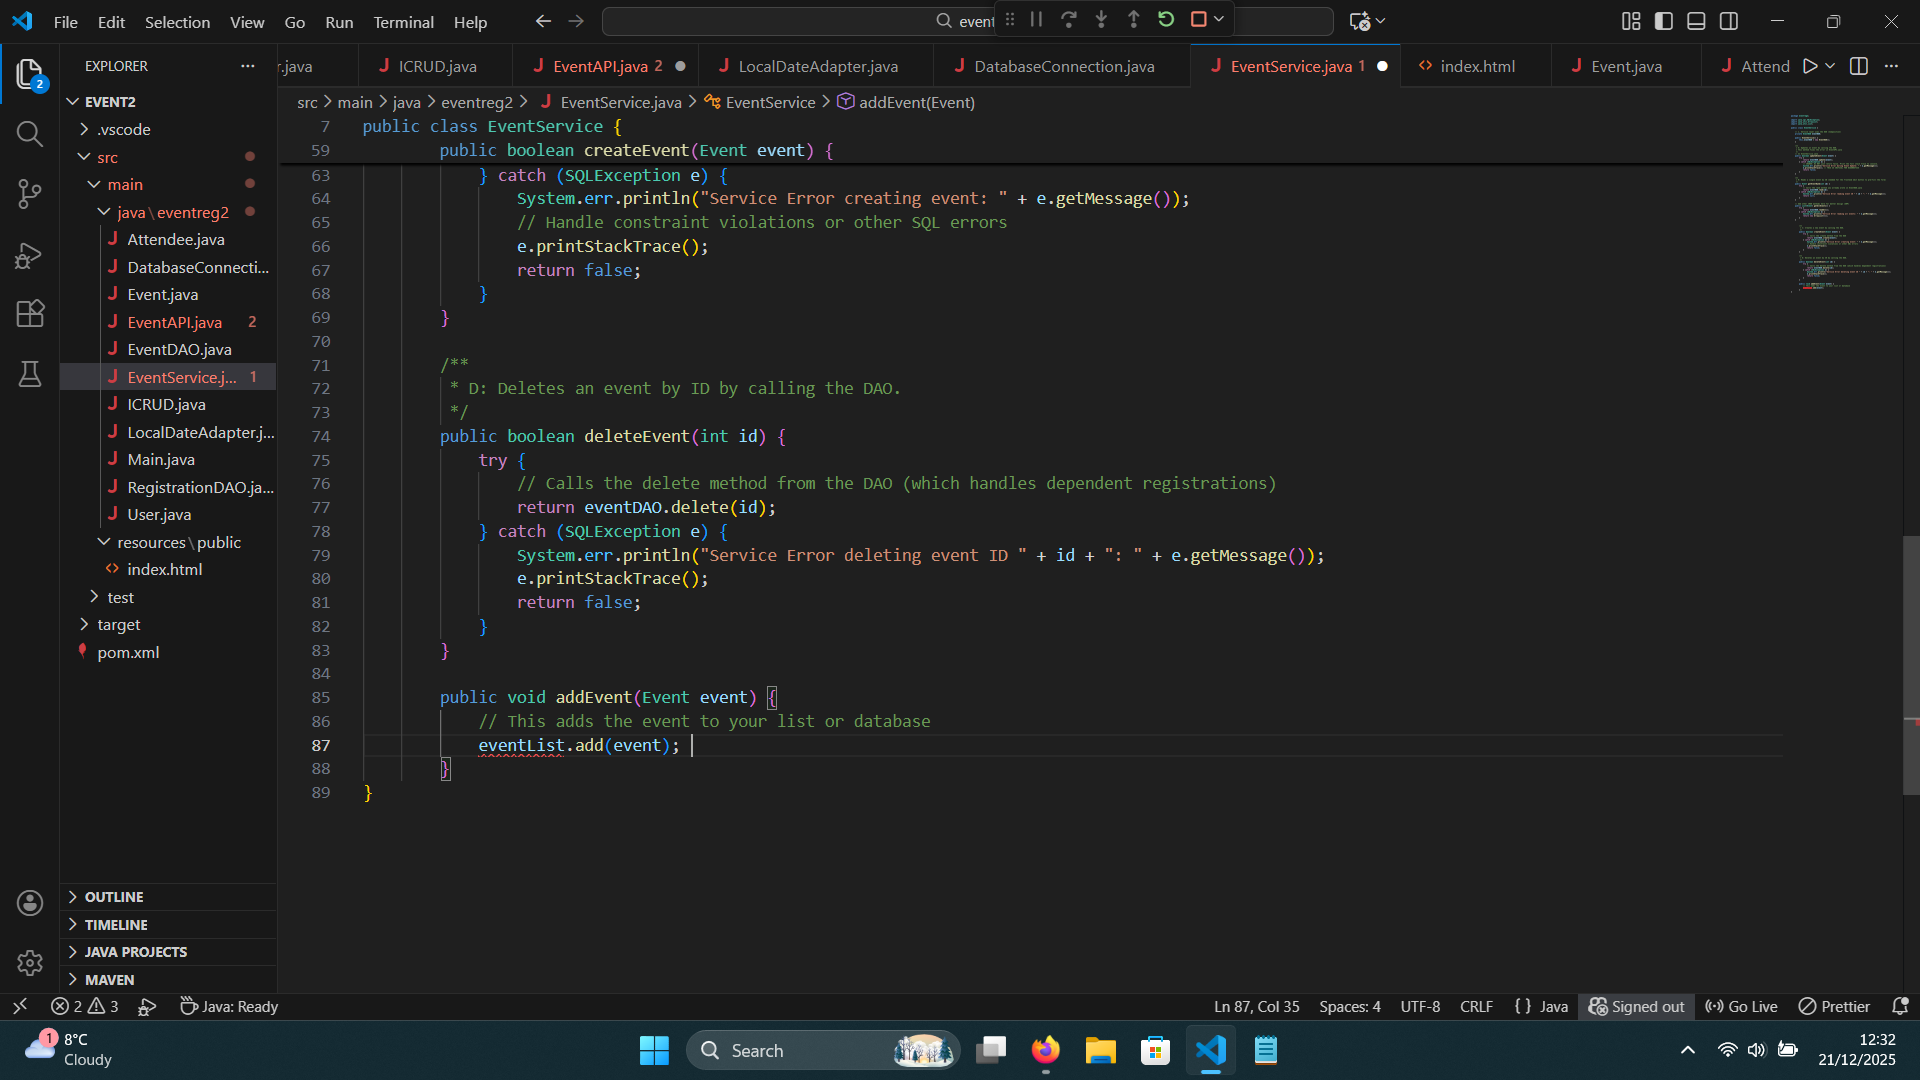 File Edit Selection View Go Run Terminal Help
event
EXPLORER
r.java
ICRUD.java
EventAPI.java 2
LocalDateAdapter.java
DatabaseConnection.java
EventService.java 1
index.html
Event.java
Attend
src > main > java > eventreg2 > EventService.java > EventService > addEvent(Event)
2
EVENT2
.vscode
src
main
java\eventreg2
Attendee.java
DatabaseConnecti...
Event.java
EventAPI.java 2
EventDAO.java
EventService.j... 1
ICRUD.java
LocalDateAdapter.j...
Main.java
RegistrationDAO.ja...
User.java
resources\public
index.html
test
target
pom.xml
OUTLINE
TIMELINE
JAVA PROJECTS
MAVEN
7 public class EventService {
59 public boolean createEvent(Event event) {
63 } catch (SQLException e) {
64 System.err.println("Service Error creating event: " + e.getMessage());
65 // Handle constraint violations or other SQL errors
66 e.printStackTrace();
67 return false;
68 }
69 }
70
71 /**
72 * D: Deletes an event by ID by calling the DAO.
73 */
74 public boolean deleteEvent(int id) {
75 try {
76 // Calls the delete method from the DAO (which handles dependent registrations)
77 return eventDAO.delete(id);
78 } catch (SQLException e) {
79 System.err.println("Service Error deleting event ID " + id + ": " + e.getMessage());
80 e.printStackTrace();
81 return false;
82 }
83 }
84
85 public void addEvent(Event event) {
86 // This adds the event to your list or database
87 eventList.add(event);
88 }
89 }
2 3 Java: Ready
Ln 87, Col 35 Spaces: 4 UTF-8 CRLF {} Java Signed out Go Live Prettier
1
8°C
Cloudy
Search
12:32
21/12/2025